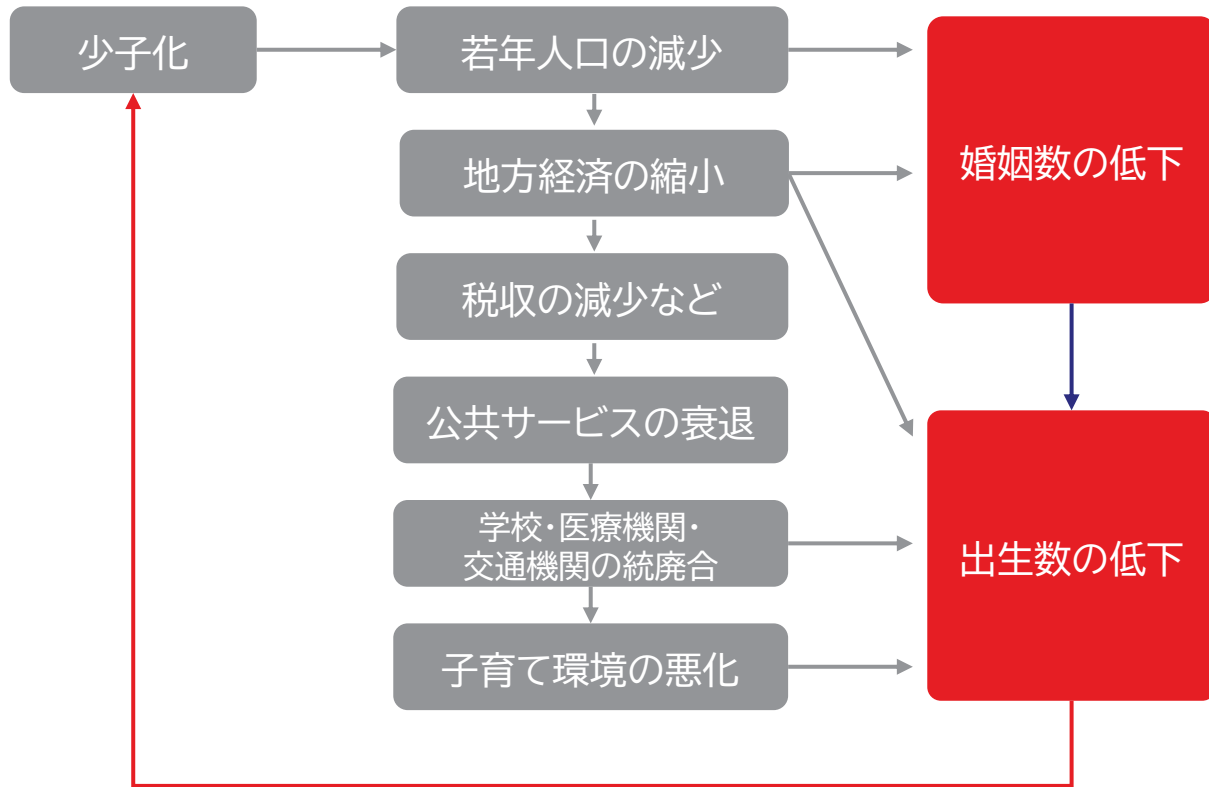 少子化
若年人口の減少
地方経済の縮小
税収の減少など
公共サービスの衰退
学校・医療機関・
交通機関の統廃合
子育て環境の悪化
婚姻数の低下
出生数の低下